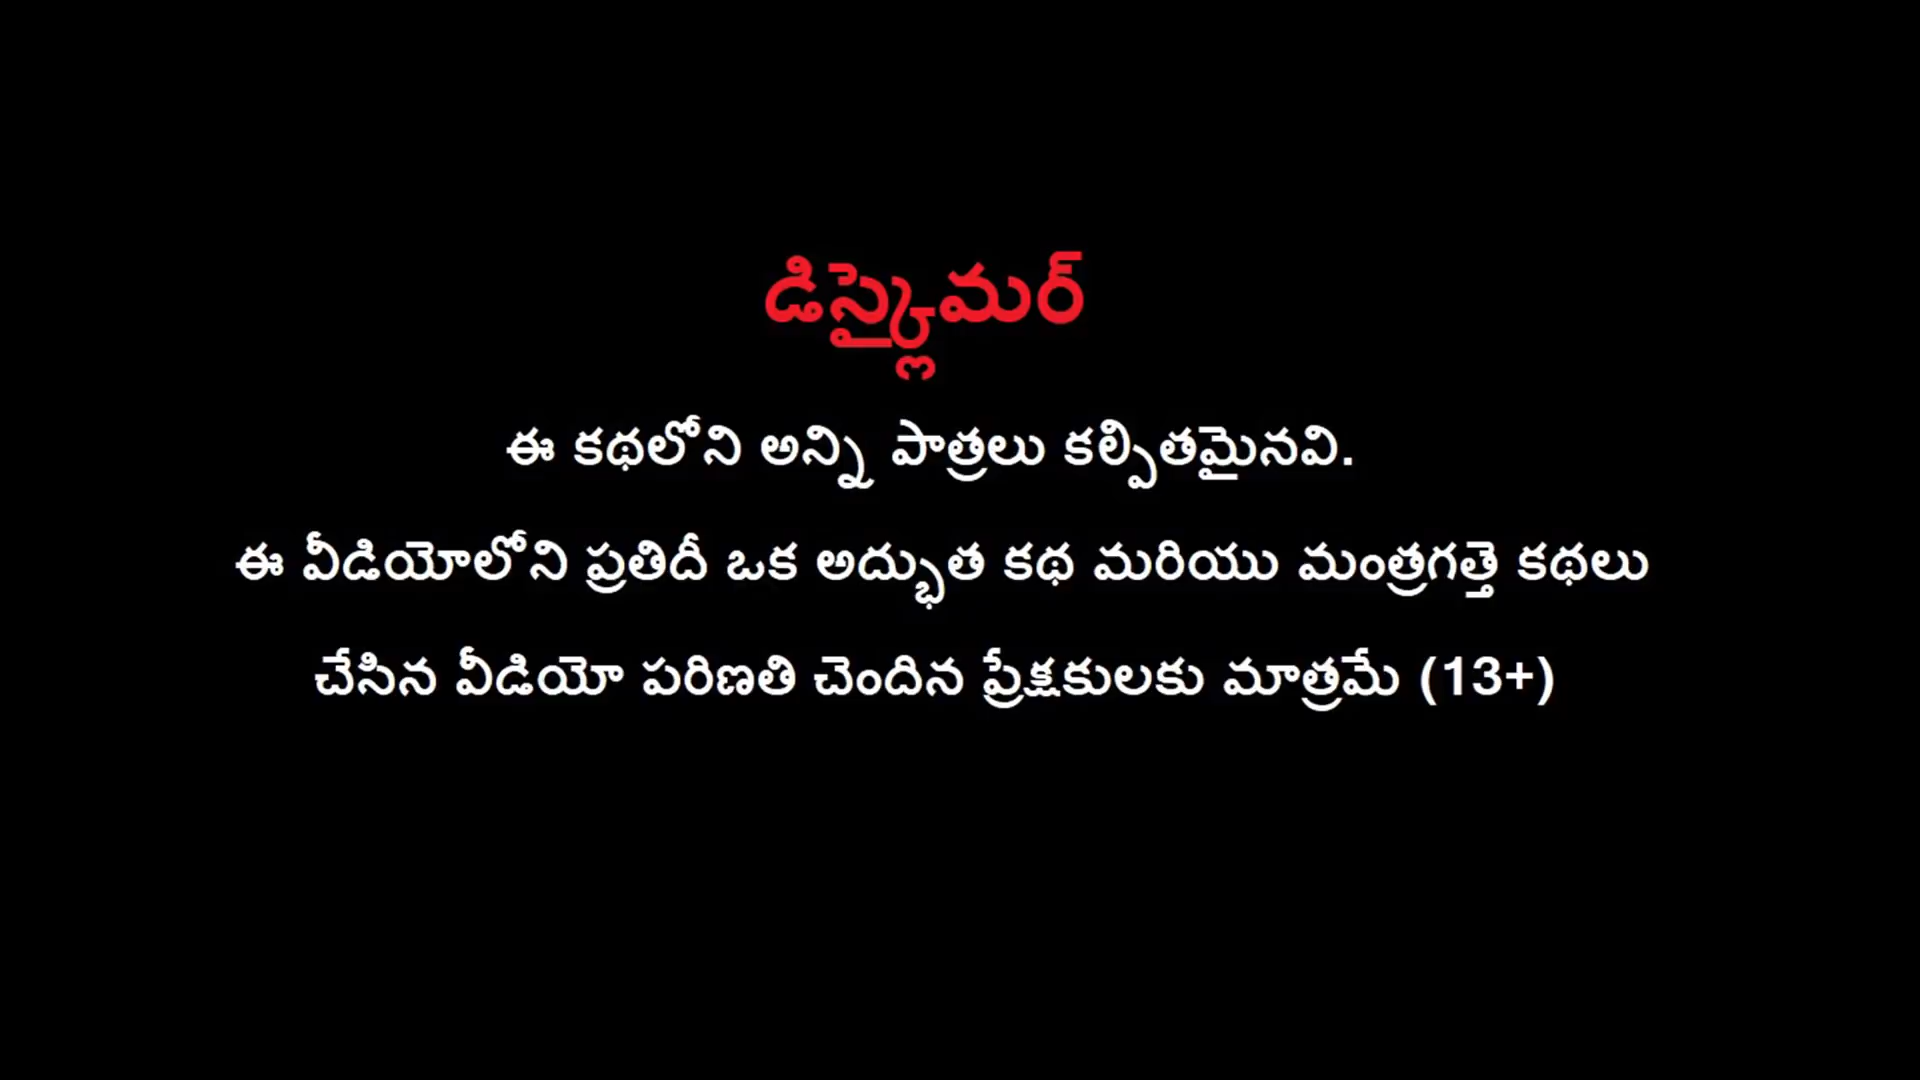 డిస్క్లైమర్
ఈ కథలోని అన్ని పాత్రలు కల్పితమైనవి.
ఈ వీడియోలోని ప్రతిదీ ఒక అద్భుత కథ మరియు మంత్రగత్తె కథలు
చేసిన వీడియో పరిణతి చెందిన ప్రేక్షకులకు మాత్రమే (13+)